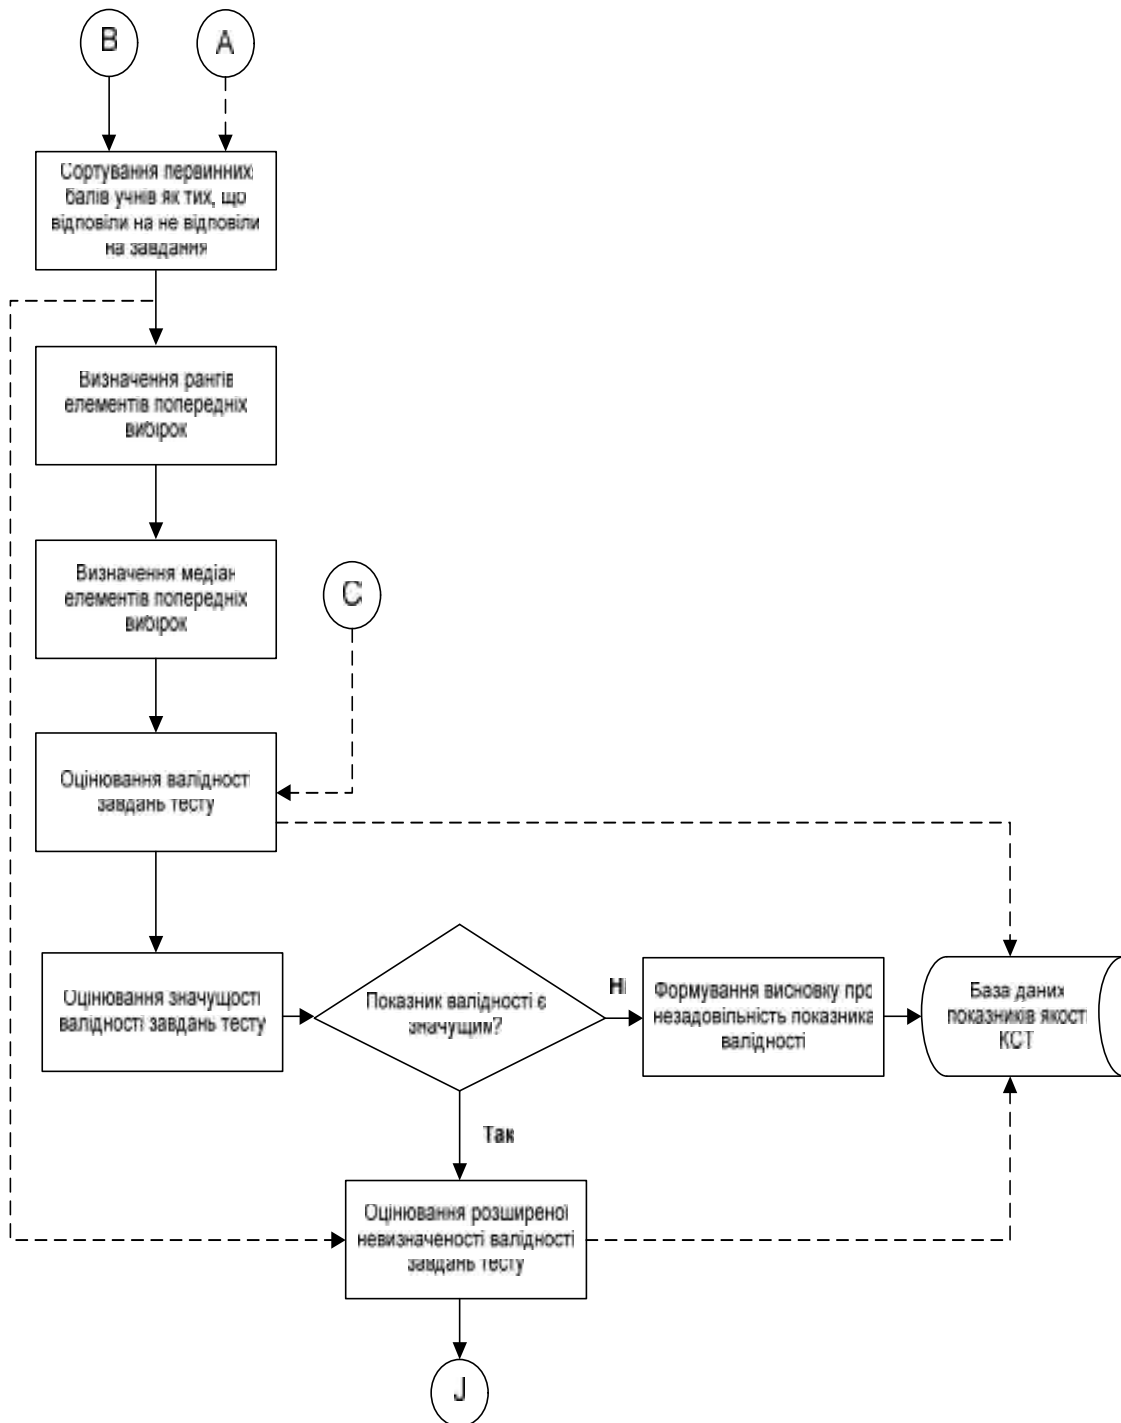 В
А
Сортування первинних
балів учнів як тих, що
відповіли на не відповіли
на завдання
Визначення рангів
елементів попередніх
вибірок
Визначення медіан
елементів попередніх
вибірок
С
Оцінювання валідності
завдань тесту
Оцінювання значущості
валідності завдань тесту
Показник валідності є
значущим?
Ні
Формування висновку про
незадовільність показника
валідності
База даних
показників якості
КСТ
Так
Оцінювання розширеної
невизначеності валідності
завдань тесту
J